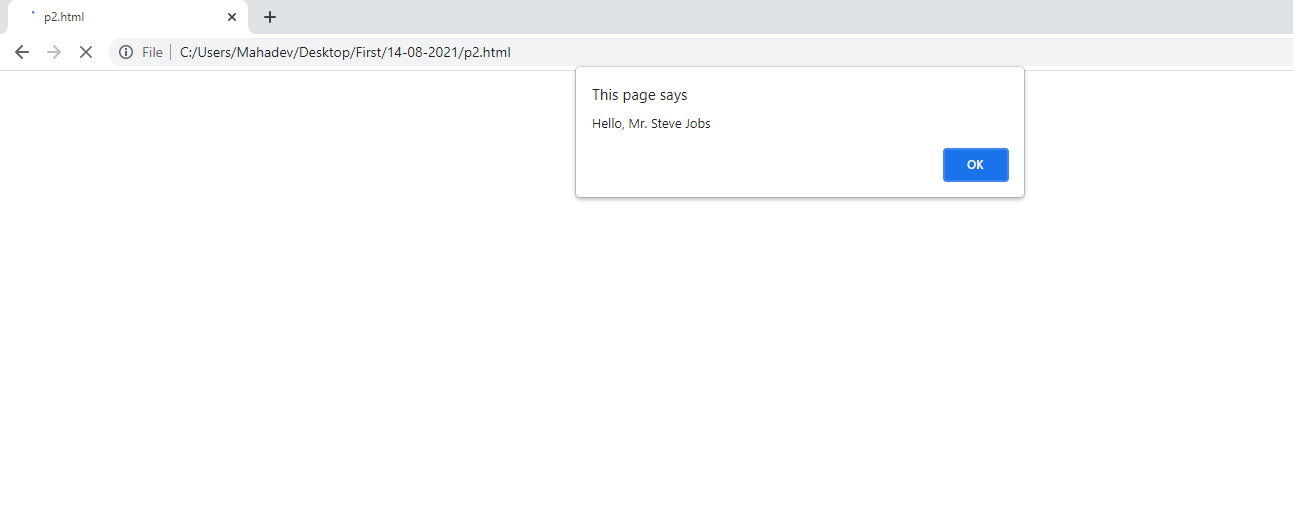 p2.html
File C:/Users/Mahadev/Desktop/First/14-08-2021/p2.html
This page says
Hello, Mr. Steve Jobs
OK